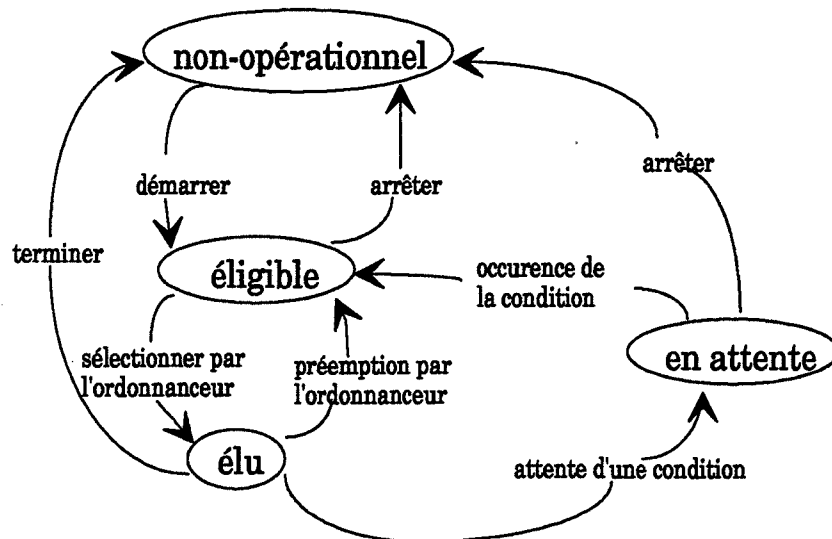 non-opérationnel
démarrer
arrêter
arrêter
terminer
éligible
occurence de
la condition
sélectionner par
l'ordonnanceur
préemption par
l'ordonnanceur
en attente
élu
attente d'une condition